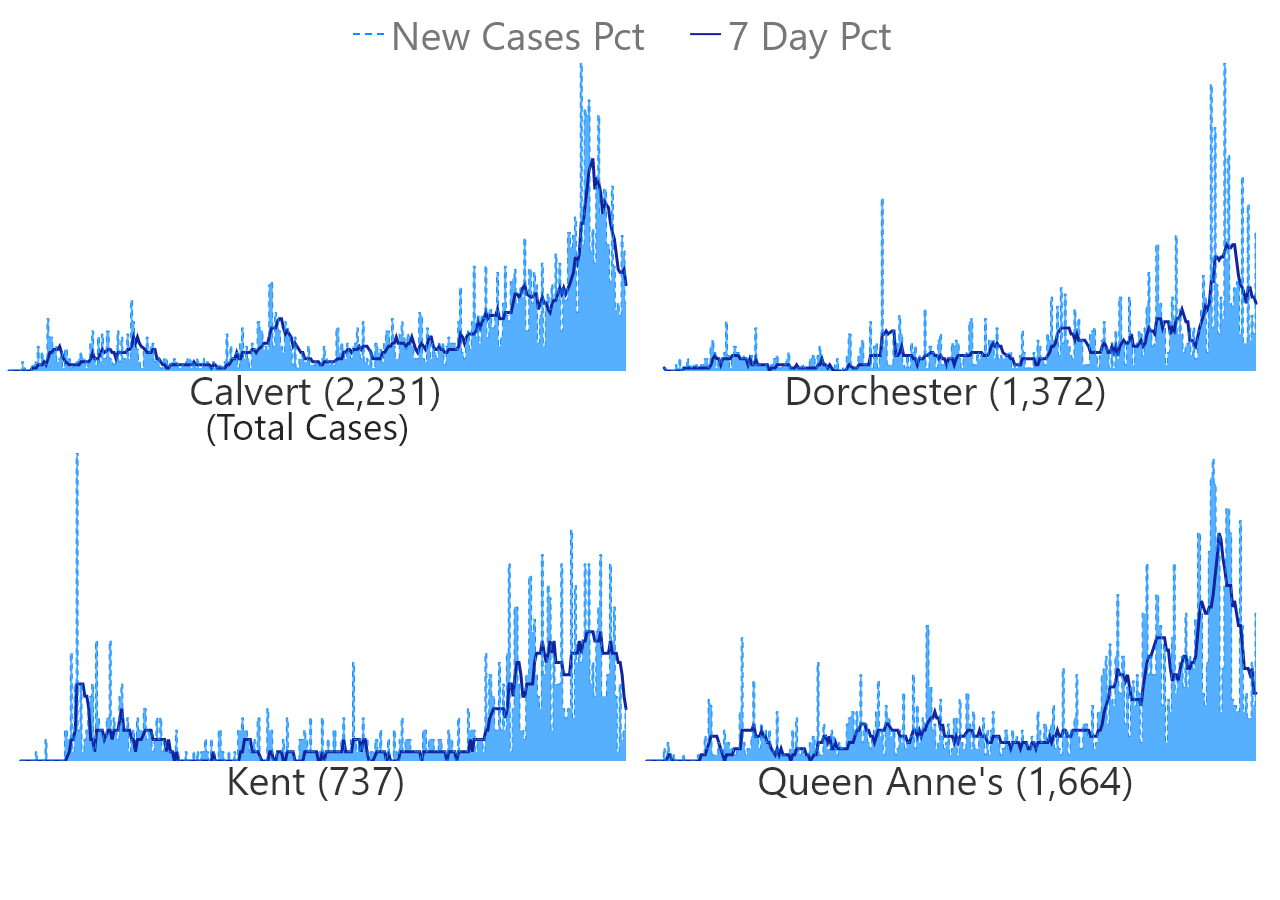 New Cases Pct 7 Day Pct
Calvert (2,231)
(Total Cases)
Dorchester (1,372)
Kent (737)
Queen Anne's (1,664)